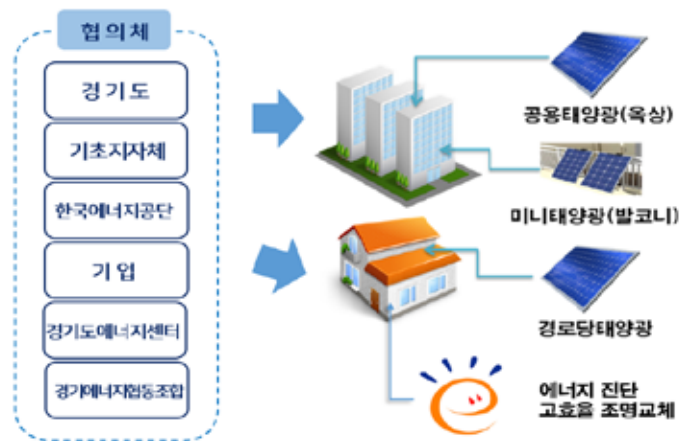 협의체
경기도
기초지자체
한국에너지공단
기업
경기도에너지센터
경기에너지협동조합
공용태양광(옥상)
미니태양광(발코니)
경로당태양광
에너지 진단
고효율 조명교체